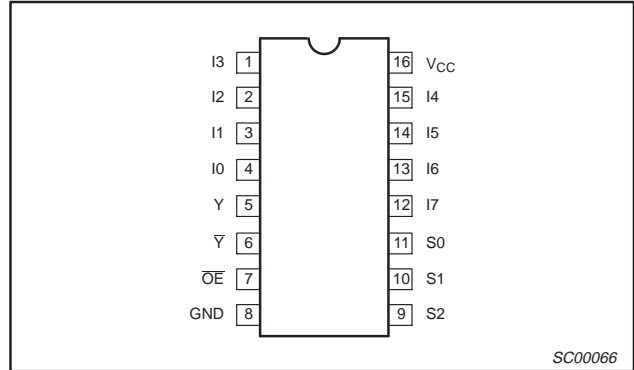 I3 1 16 VCC
I2 2 15 I4
I1 3 14 I5
I0 4 13 I6
Y 5 12 I7
Y̅ 6 11 S0
O̅E̅ 7 10 S1
GND 8 9 S2
SC00066